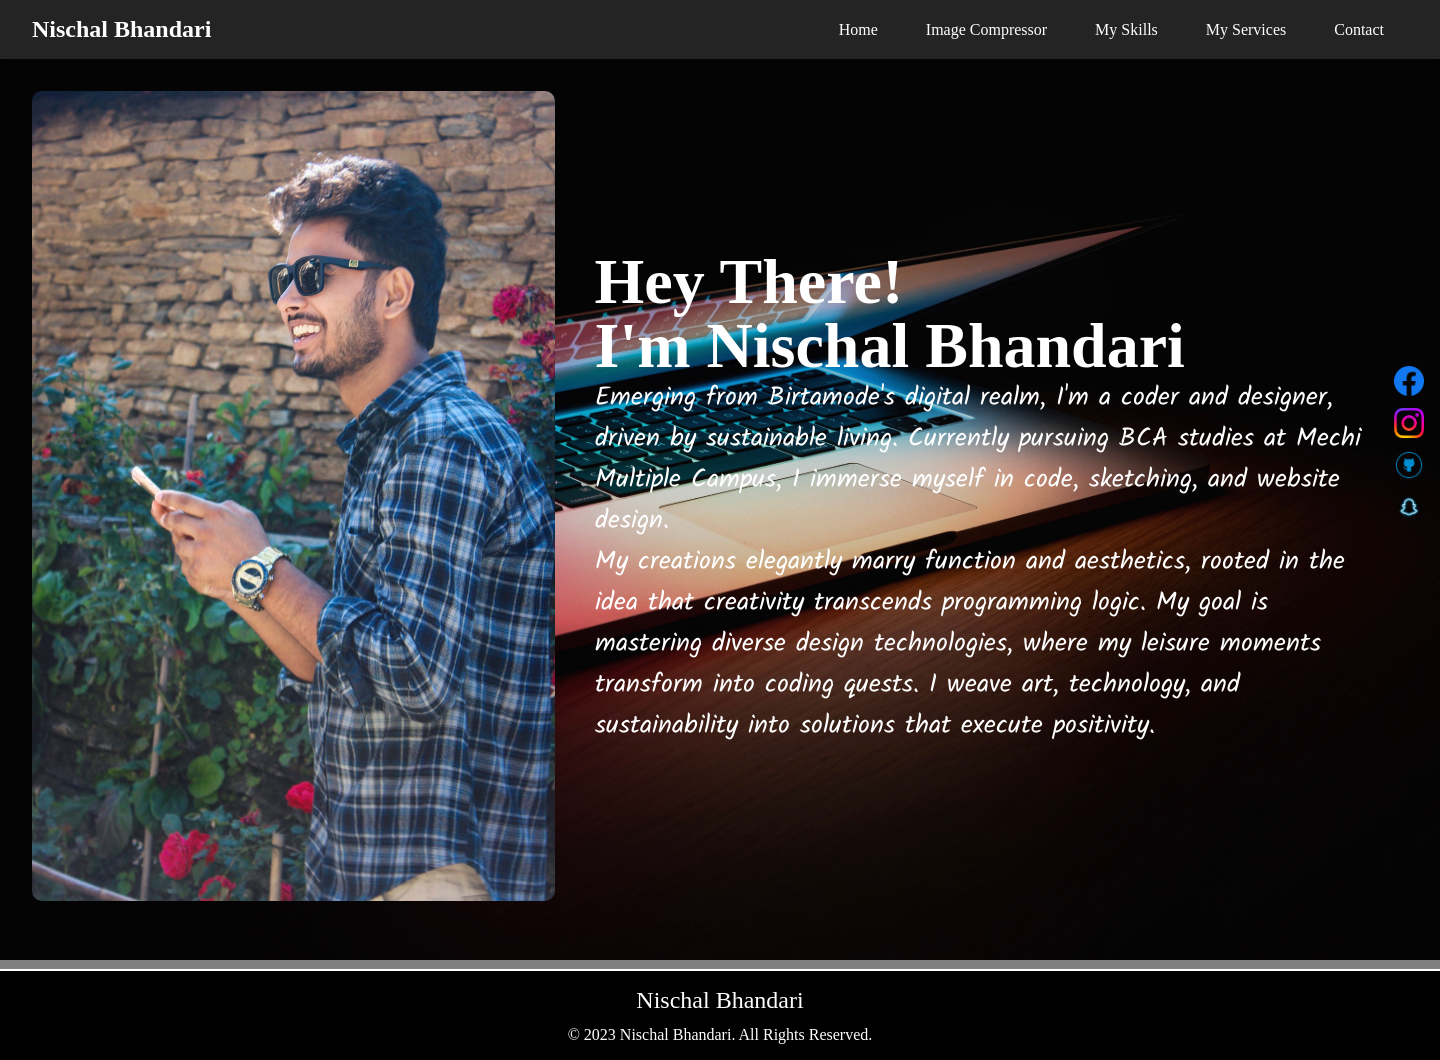 Nischal Bhandari
Home
Image Compressor
My Skills
My Services
Contact
Hey There!
I'm Nischal Bhandari
Emerging from Birtamode's digital realm, I'm a coder and designer,
driven by sustainable living. Currently pursuing BCA studies at Mechi
Multiple Campus, I immerse myself in code, sketching, and website
design.
My creations elegantly marry function and aesthetics, rooted in the
idea that creativity transcends programming logic. My goal is
mastering diverse design technologies, where my leisure moments
transform into coding quests. I weave art, technology, and
sustainability into solutions that execute positivity.
Nischal Bhandari
© 2023 Nischal Bhandari. All Rights Reserved.